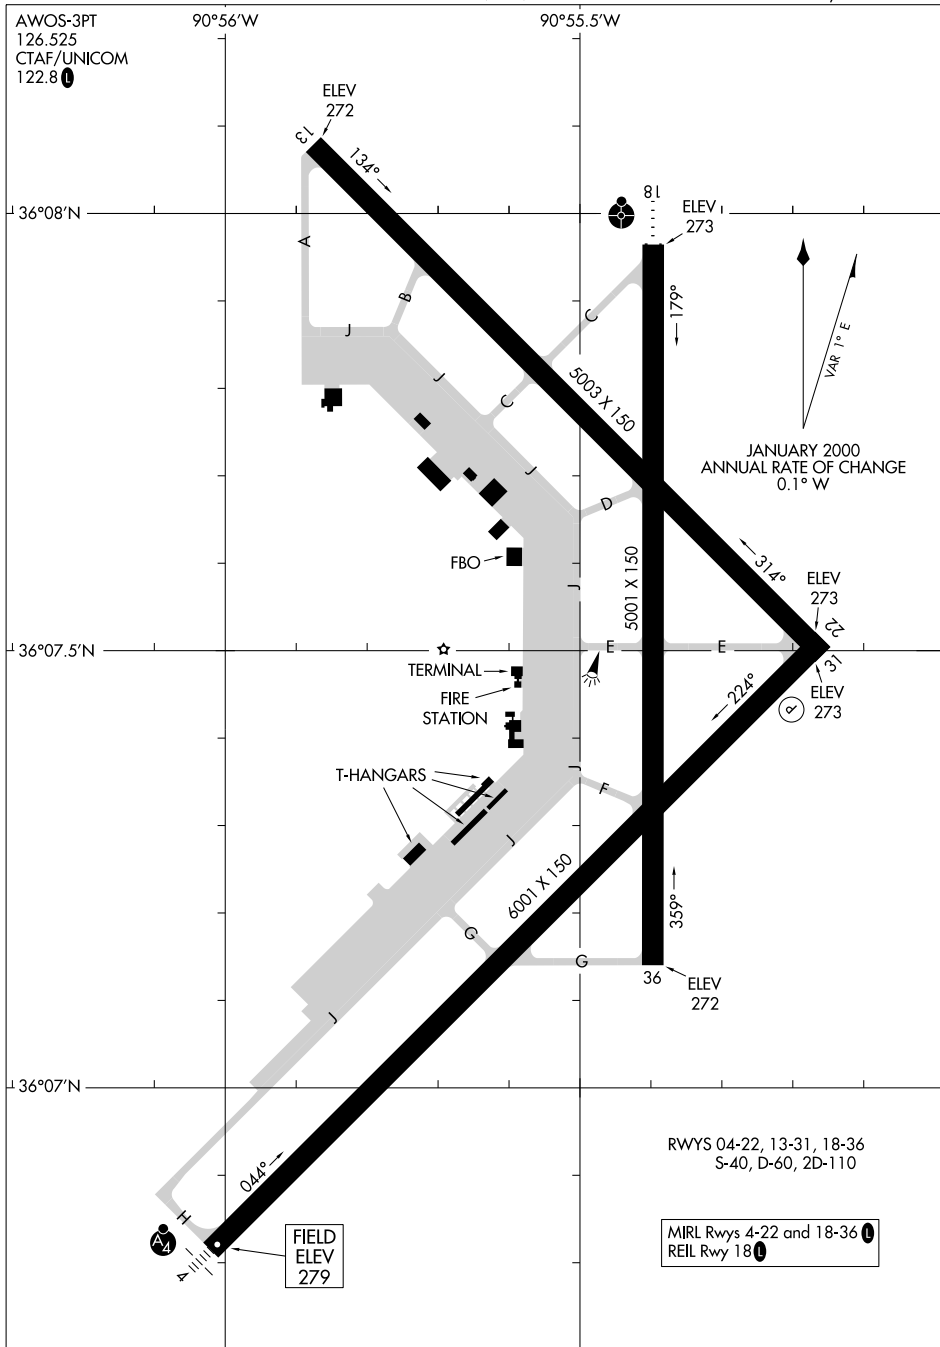 AWOS-3PT
126.525
CTAF/UNICOM
122.8 L
90°56'W
90°55.5'W
ELEV
272
13
134°
18
36°08'N
ELEV
273
A
B
179°
VAR 1° E
J
C
J
C
5003 X 150
JANUARY 2000
ANNUAL RATE OF CHANGE
0.1° W
J
D
FBO
5001 X 150
314°
ELEV
273
J
22
36°07.5'N
E
E
31
TERMINAL
FIRE
STATION
224°
P
ELEV
273
T-HANGARS
J
F
J
6001 X 150
359°
G
G
36
ELEV
272
J
36°07'N
RWYS 04-22, 13-31, 18-36
S-40, D-60, 2D-110
044°
H
A4
4
FIELD
ELEV
279
MIRL Rwys 4-22 and 18-36 L
REIL Rwy 18 L